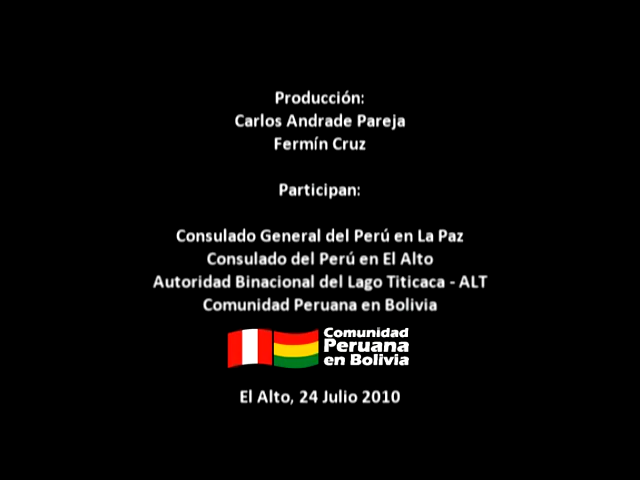 Producción:
Carlos Andrade Pareja
Fermín Cruz
Participan:
Consulado General del Perú en La Paz
Consulado del Perú en El Alto
Autoridad Binacional del Lago Titicaca - ALT
Comunidad Peruana en Bolivia
Comunidad
Peruana
en Bolivia
El Alto, 24 Julio 2010